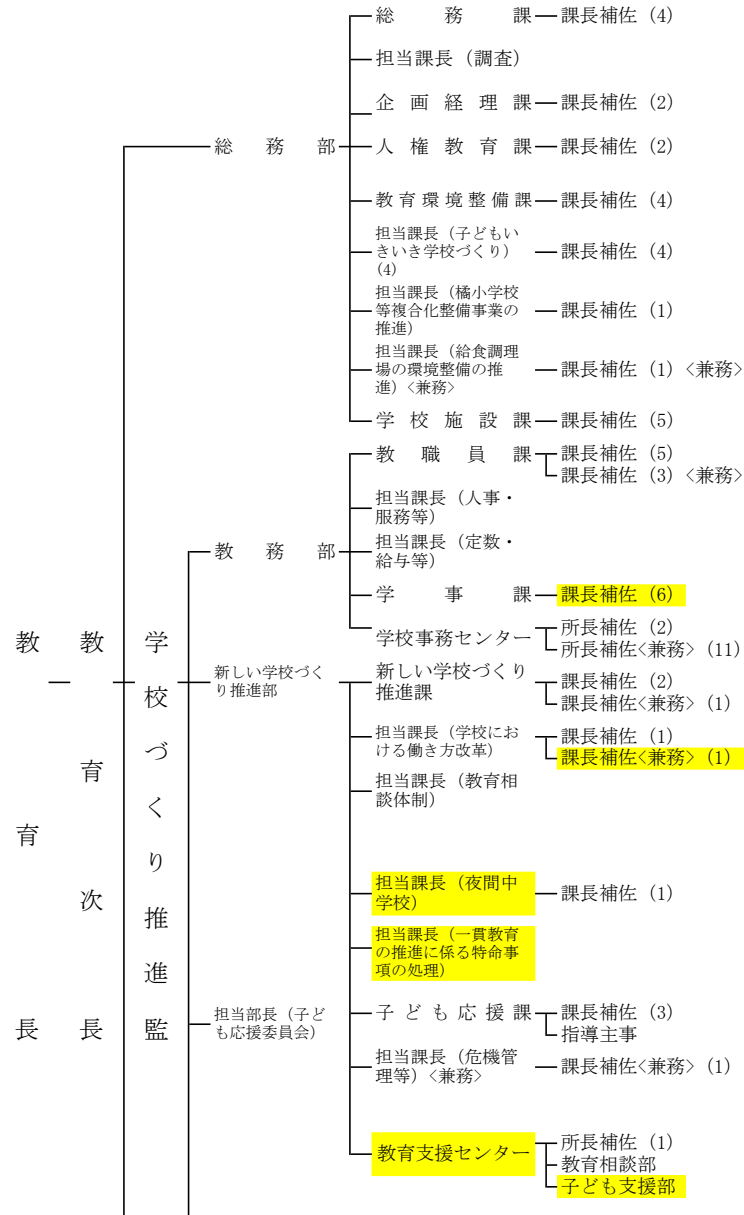 総務課 課長補佐 (4)
担当課長 (調査)
企画経理課 課長補佐 (2)
総務部 人権教育課 課長補佐 (2)
教育環境整備課 課長補佐 (4)
担当課長 (子どもい
きいき学校づくり)
(4)
課長補佐 (4)
担当課長 (橘小学校
等複合化整備事業の
推進)
課長補佐 (1)
担当課長 (給食調理
場の環境整備の推
進) <兼務>
課長補佐 (1) <兼務>
学校施設課 課長補佐 (5)
教職員課 課長補佐 (5)
課長補佐 (3) <兼務>
担当課長 (人事・
服務等)
教務部
担当課長 (定数・
給与等)
学事課 課長補佐 (6)
学校事務センター
所長補佐 (2)
所長補佐<兼務> (11)
教育長
教育次長
学校づくり推進監
新しい学校づく
り推進部
新しい学校づくり
推進課
課長補佐 (2)
課長補佐<兼務> (1)
担当課長 (学校にお
ける働き方改革)
課長補佐 (1)
課長補佐<兼務> (1)
担当課長 (教育相
談体制)
担当課長 (夜間中
学校)
課長補佐 (1)
担当課長 (一貫教育
の推進に係る特命事
項の処理)
担当部長 (子ど
も応援委員会)
子ども応援課 課長補佐 (3)
指導主事
担当課長 (危機管
理等) <兼務>
課長補佐<兼務> (1)
教育支援センター
所長補佐 (1)
教育相談部
子ども支援部